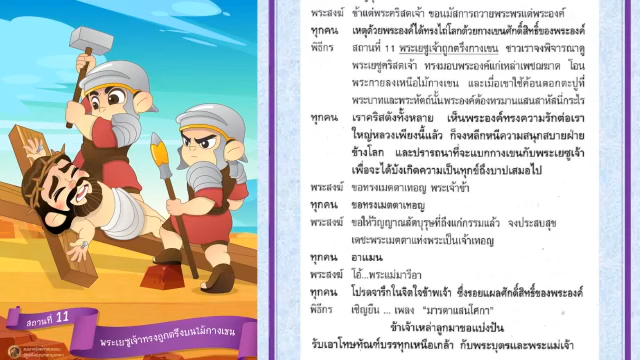 สถานที่ 11
พระเยซูเจ้าทรงถูกตรึงบนไม้กางเขน
พระสงฆ์ ข้าแต่พระคริสตเจ้า ขอนมัสการถวายพระพรแด่พระองค์
ทุกคน เหตุด้วยพระองค์ได้ทรงไถ่โลกด้วยกางเขนศักดิ์สิทธิ์ของพระองค์
พิธีกร สถานที่ 11 พระเยซูเจ้าถูกตรึงกางเขน ชาวเราจงพิจารณาดู
พระเยซูคริสตเจ้า ทรงมอบพระองค์แก่เหล่าเพชฌฆาต โอน
พระกายลงเหนือไม้กางเขน และเมื่อเขาใช้ค้อนตอกตะปูที่
พระบาทและพระหัตถ์นั้นพระองค์ต้องทรมานแสนสาหัสนี่กระไร
ทุกคน เราคริสตังทั้งหลาย เห็นพระองค์ทรงความรักต่อเรา
ใหญ่หลวงเพียงนี้แล้ว ก็จงหลีกหนีความสนุกสบายฝ่าย
ข้างโลก และปรารถนาที่จะแบกกางเขนกับพระเยซูเจ้า
เพื่อจะได้บังเกิดความเป็นทุกข์ถึงบาปเสมอไป
พระสงฆ์ ขอทรงเมตตาเทอญ พระเจ้าข้า
ทุกคน ขอทรงเมตตาเทอญ
พระสงฆ์ ขอให้วิญญาณสัตบุรุษที่ถึงแก่กรรมแล้ว จงประสบสุข
เดชะพระเมตตาแห่งพระเป็นเจ้าเทอญ
ทุกคน อาแมน
พระสงฆ์ โอ้...พระแม่มารีอา
ทุกคน โปรดจารึกในจิตใจข้าพเจ้า ซึ่งรอยแผลศักดิ์สิทธิ์ของพระองค์
พิธีกร เชิญยืน ... เพลง "มารดาแสนโศกา"
ข้าเจ้าเหล่าลูกมาขอแบ่งปัน
รับเอาโทษทัณฑ์บรรทุกเหนือเกล้า กับพระบุตรและพระแม่เจ้า